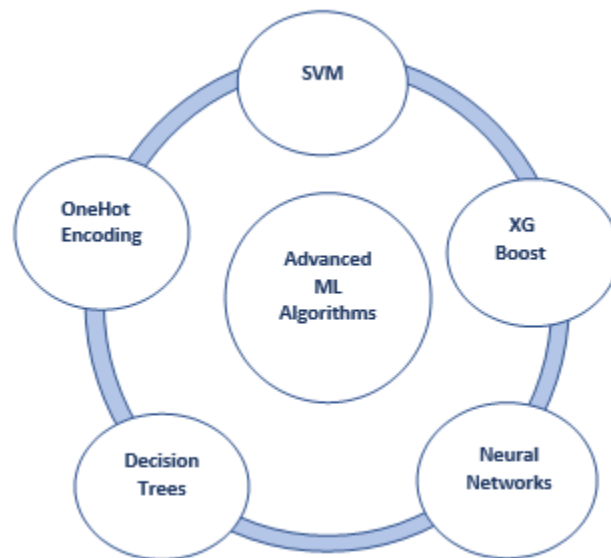 SVM
OneHot
Encoding
XG
Boost
Advanced
ML
Algorithms
Decision
Trees
Neural
Networks